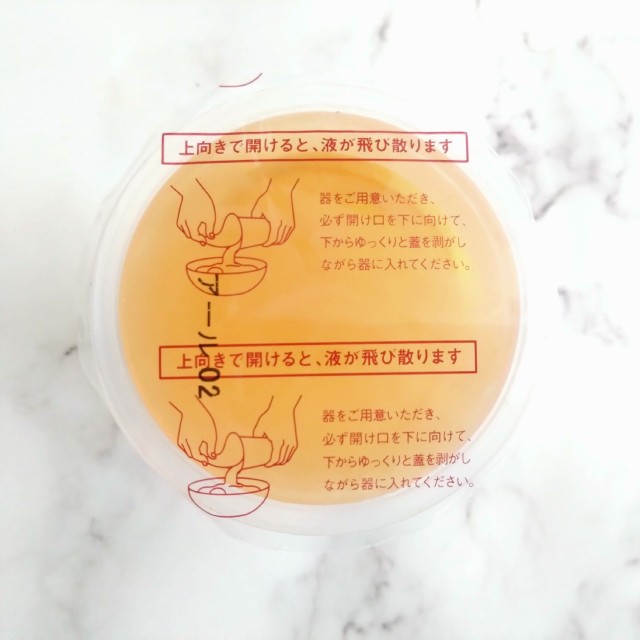 上向きで開けると、液が飛び散ります
器をご用意いただき、
必ず開け口を下に向けて、
下からゆっくりと蓋を剥がし
ながら器に入れてください。
アール02
上向きで開けると、液が飛び散ります
器をご用意いただき、
必ず開け口を下に向けて、
下からゆっくりと蓋を剥がし
ながら器に入れてください。